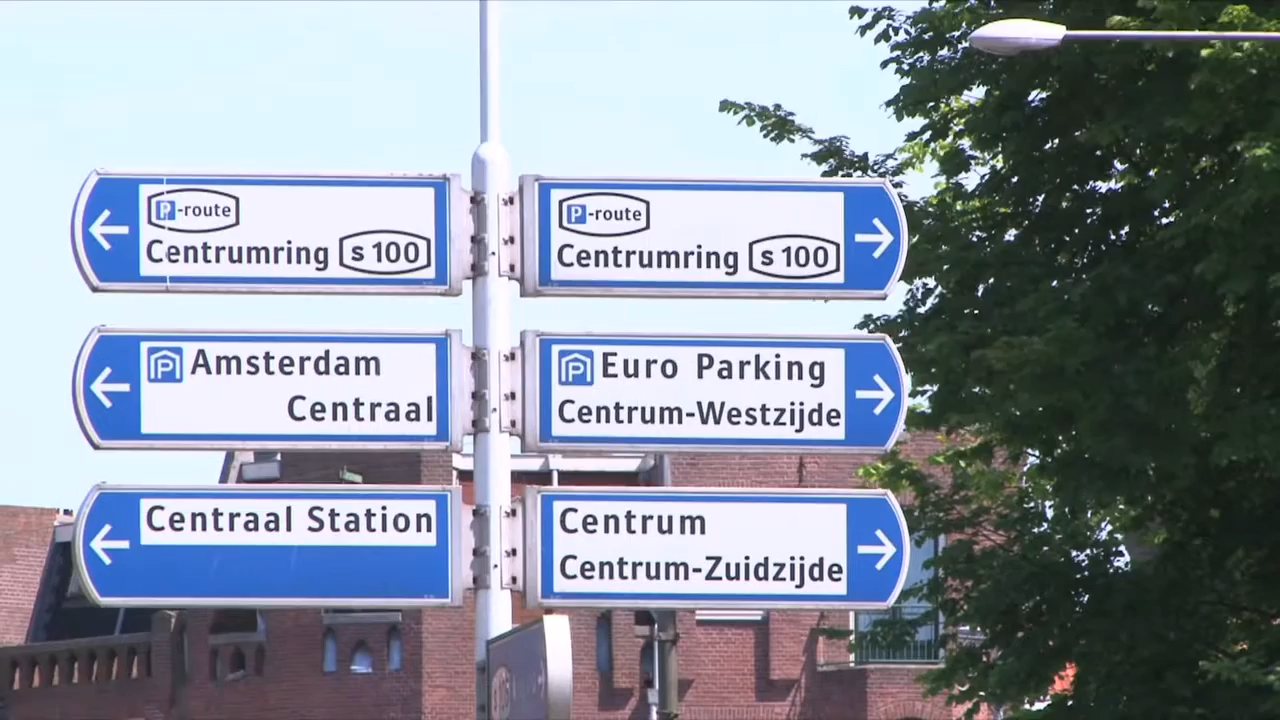 P-route
Centrumring s 100
P-route
Centrumring s 100
P Amsterdam
Centraal
P Euro Parking
Centrum-Westzijde
Centraal Station
Centrum
Centrum-Zuidzijde